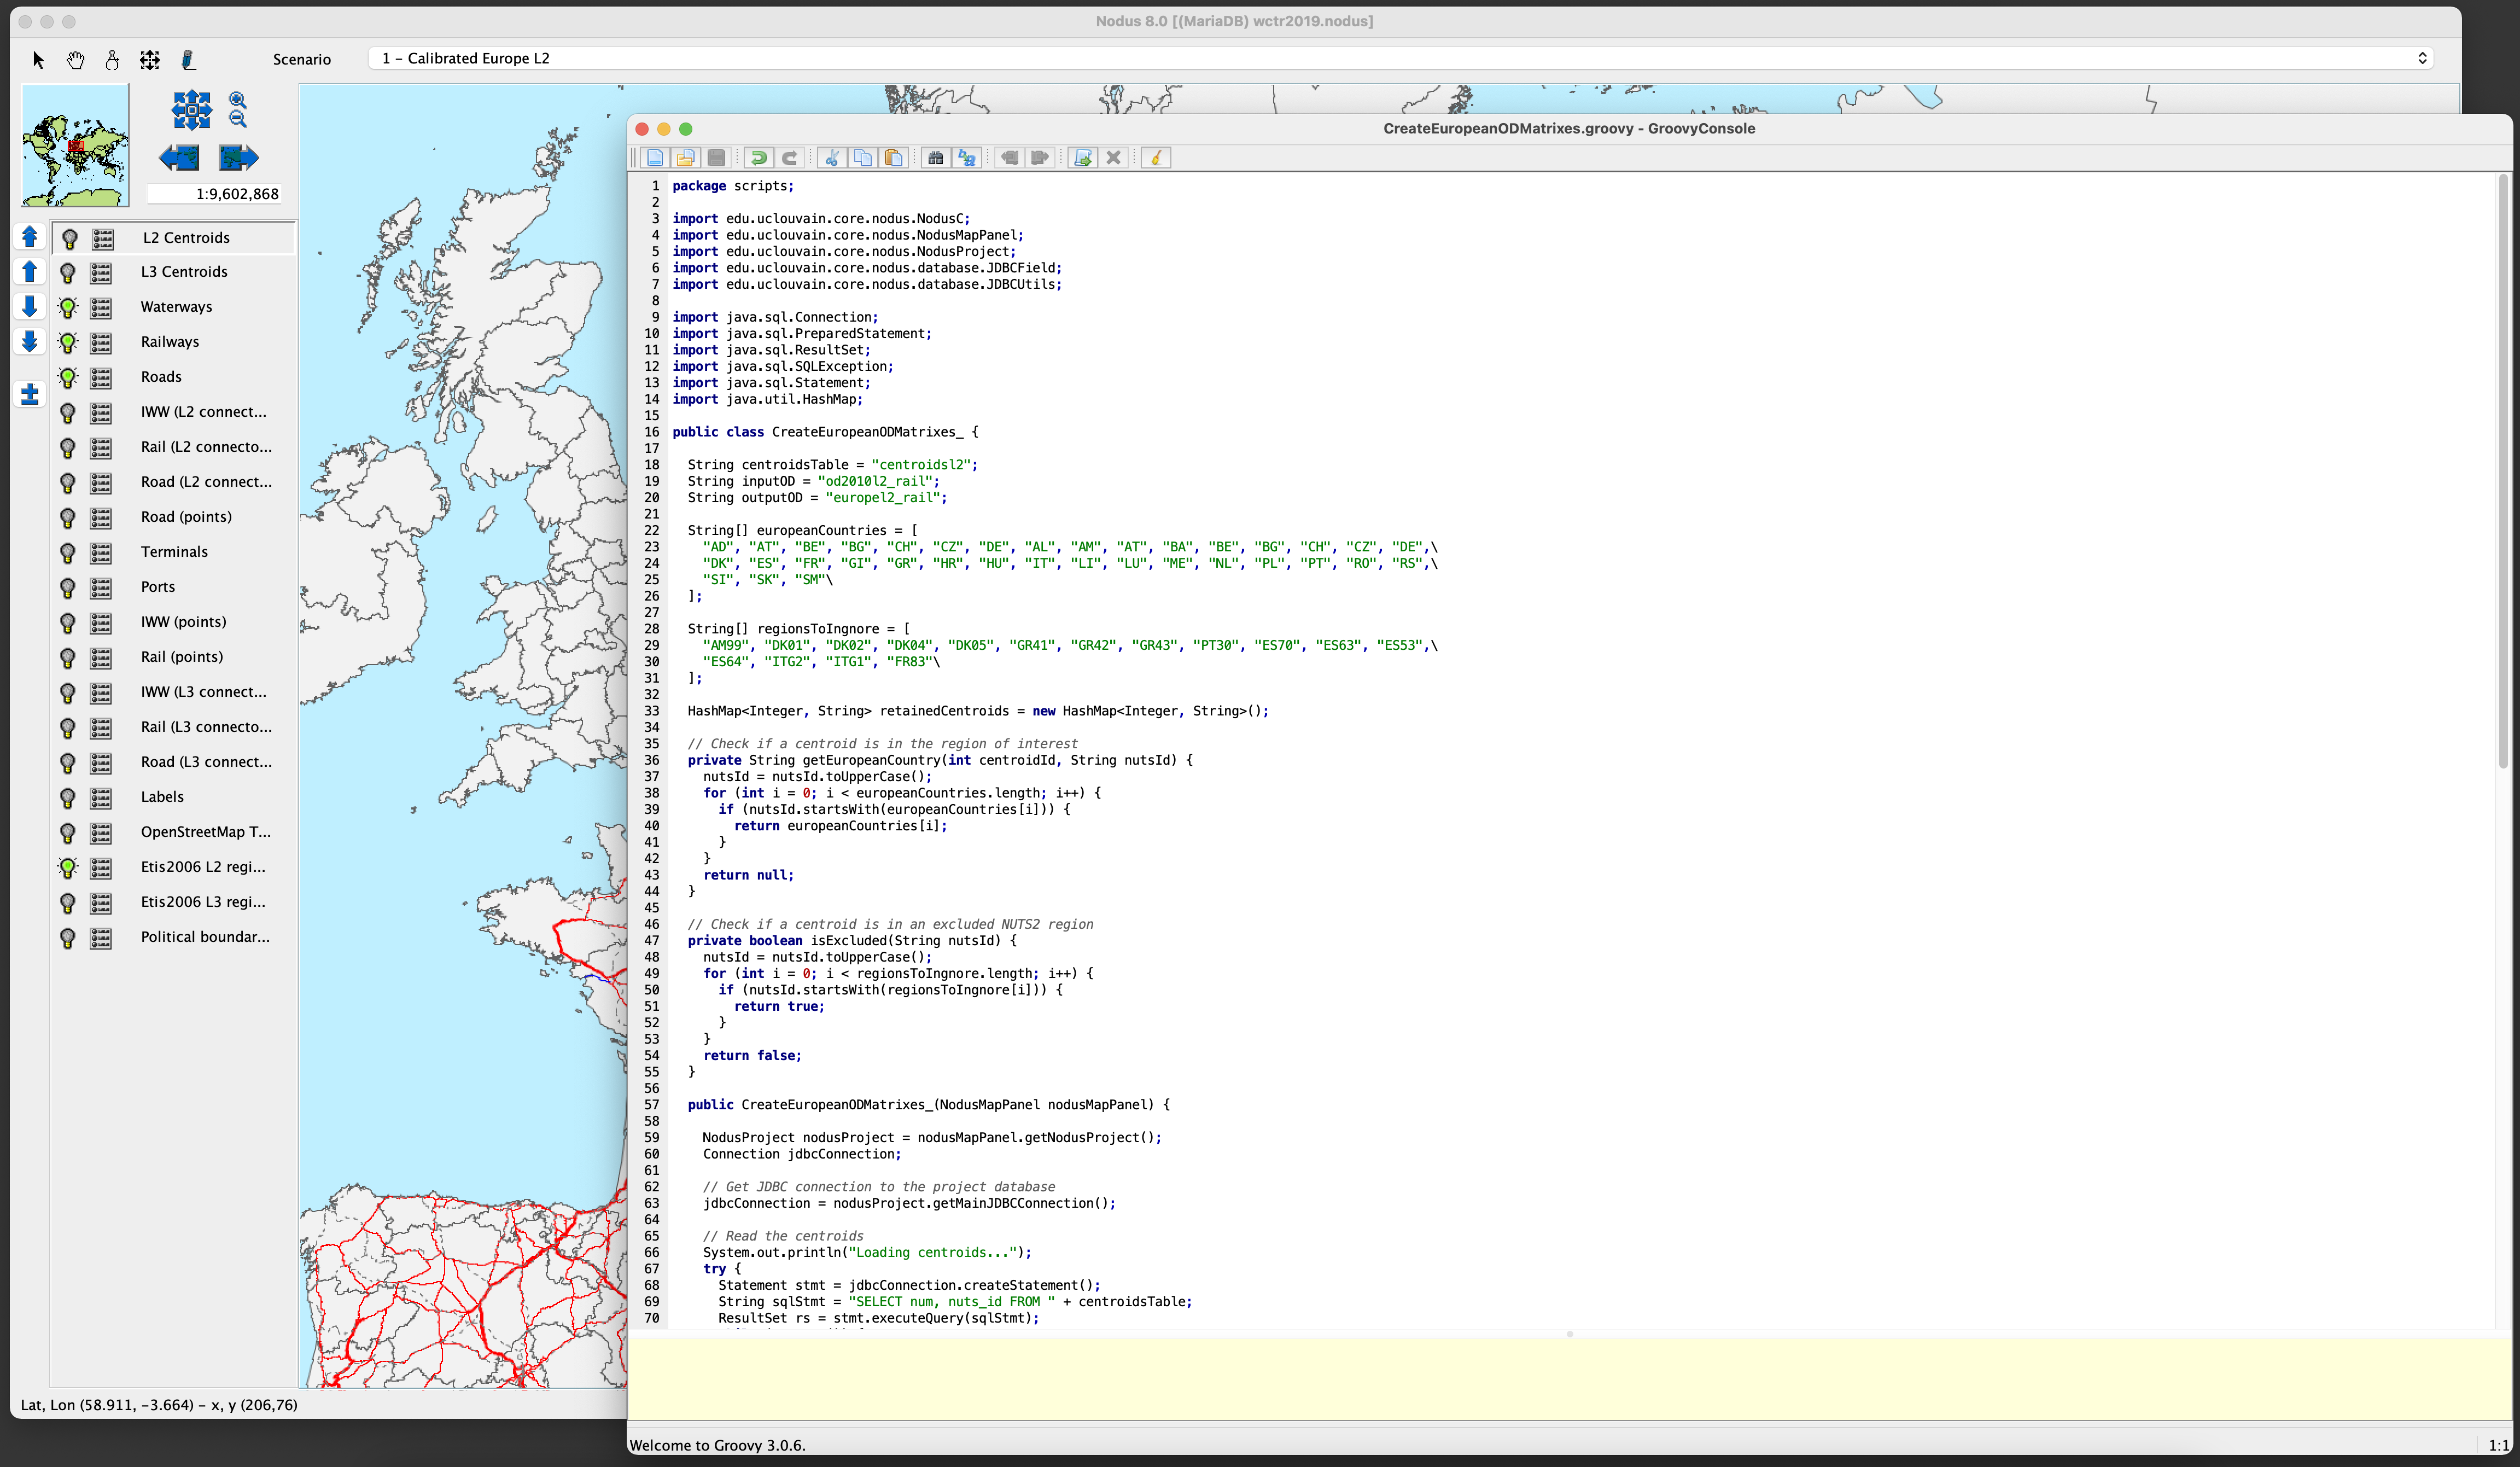 Nodus 8.0 [(MariaDB) wctr2019.nodus]
Scenario
1 – Calibrated Europe L2
1:9,602,868
L2 Centroids
L3 Centroids
Waterways
Railways
Roads
IWW (L2 connect...
Rail (L2 connecto...
Road (L2 connect...
Road (points)
Terminals
Ports
IWW (points)
Rail (points)
IWW (L3 connect...
Rail (L3 connecto...
Road (L3 connect...
Labels
OpenStreetMap T...
Etis2006 L2 regi...
Etis2006 L3 regi...
Political boundar...
Lat, Lon (58.911, -3.664) – x, y (206,76)
CreateEuropeanODMatrixes.groovy - GroovyConsole
1 package scripts;
2
3 import edu.uclouvain.core.nodus.NodusC;
4 import edu.uclouvain.core.nodus.NodusMapPanel;
5 import edu.uclouvain.core.nodus.NodusProject;
6 import edu.uclouvain.core.nodus.database.JDBCField;
7 import edu.uclouvain.core.nodus.database.JDBCUtils;
8
9 import java.sql.Connection;
10 import java.sql.PreparedStatement;
11 import java.sql.ResultSet;
12 import java.sql.SQLException;
13 import java.sql.Statement;
14 import java.util.HashMap;
15
16 public class CreateEuropeanODMatrixes_ {
17
18 String centroidsTable = "centroidsl2";
19 String inputOD = "od2010l2_rail";
20 String outputOD = "europel2_rail";
21
22 String[] europeanCountries = [
23 "AD", "AT", "BE", "BG", "CH", "CZ", "DE", "AL", "AM", "AT", "BA", "BE", "BG", "CH", "CZ", "DE",\
24 "DK", "ES", "FR", "GI", "GR", "HR", "HU", "IT", "LI", "LU", "ME", "NL", "PL", "PT", "RO", "RS",\
25 "SI", "SK", "SM"\
26 ];
27
28 String[] regionsToIngnore = [
29 "AM99", "DK01", "DK02", "DK04", "DK05", "GR41", "GR42", "GR43", "PT30", "ES70", "ES63", "ES53",\
30 "ES64", "ITG2", "ITG1", "FR83"\
31 ];
32
33 HashMap<Integer, String> retainedCentroids = new HashMap<Integer, String>();
34
35 // Check if a centroid is in the region of interest
36 private String getEuropeanCountry(int centroidId, String nutsId) {
37 nutsId = nutsId.toUpperCase();
38 for (int i = 0; i < europeanCountries.length; i++) {
39 if (nutsId.startsWith(europeanCountries[i])) {
40 return europeanCountries[i];
41 }
42 }
43 return null;
44 }
45
46 // Check if a centroid is in an excluded NUTS2 region
47 private boolean isExcluded(String nutsId) {
48 nutsId = nutsId.toUpperCase();
49 for (int i = 0; i < regionsToIngnore.length; i++) {
50 if (nutsId.startsWith(regionsToIngnore[i])) {
51 return true;
52 }
53 }
54 return false;
55 }
56
57 public CreateEuropeanODMatrixes_(NodusMapPanel nodusMapPanel) {
58
59 NodusProject nodusProject = nodusMapPanel.getNodusProject();
60 Connection jdbcConnection;
61
62 // Get JDBC connection to the project database
63 jdbcConnection = nodusProject.getMainJDBCConnection();
64
65 // Read the centroids
66 System.out.println("Loading centroids...");
67 try {
68 Statement stmt = jdbcConnection.createStatement();
69 String sqlStmt = "SELECT num, nuts_id FROM " + centroidsTable;
70 ResultSet rs = stmt.executeQuery(sqlStmt);
Welcome to Groovy 3.0.6.
1:1